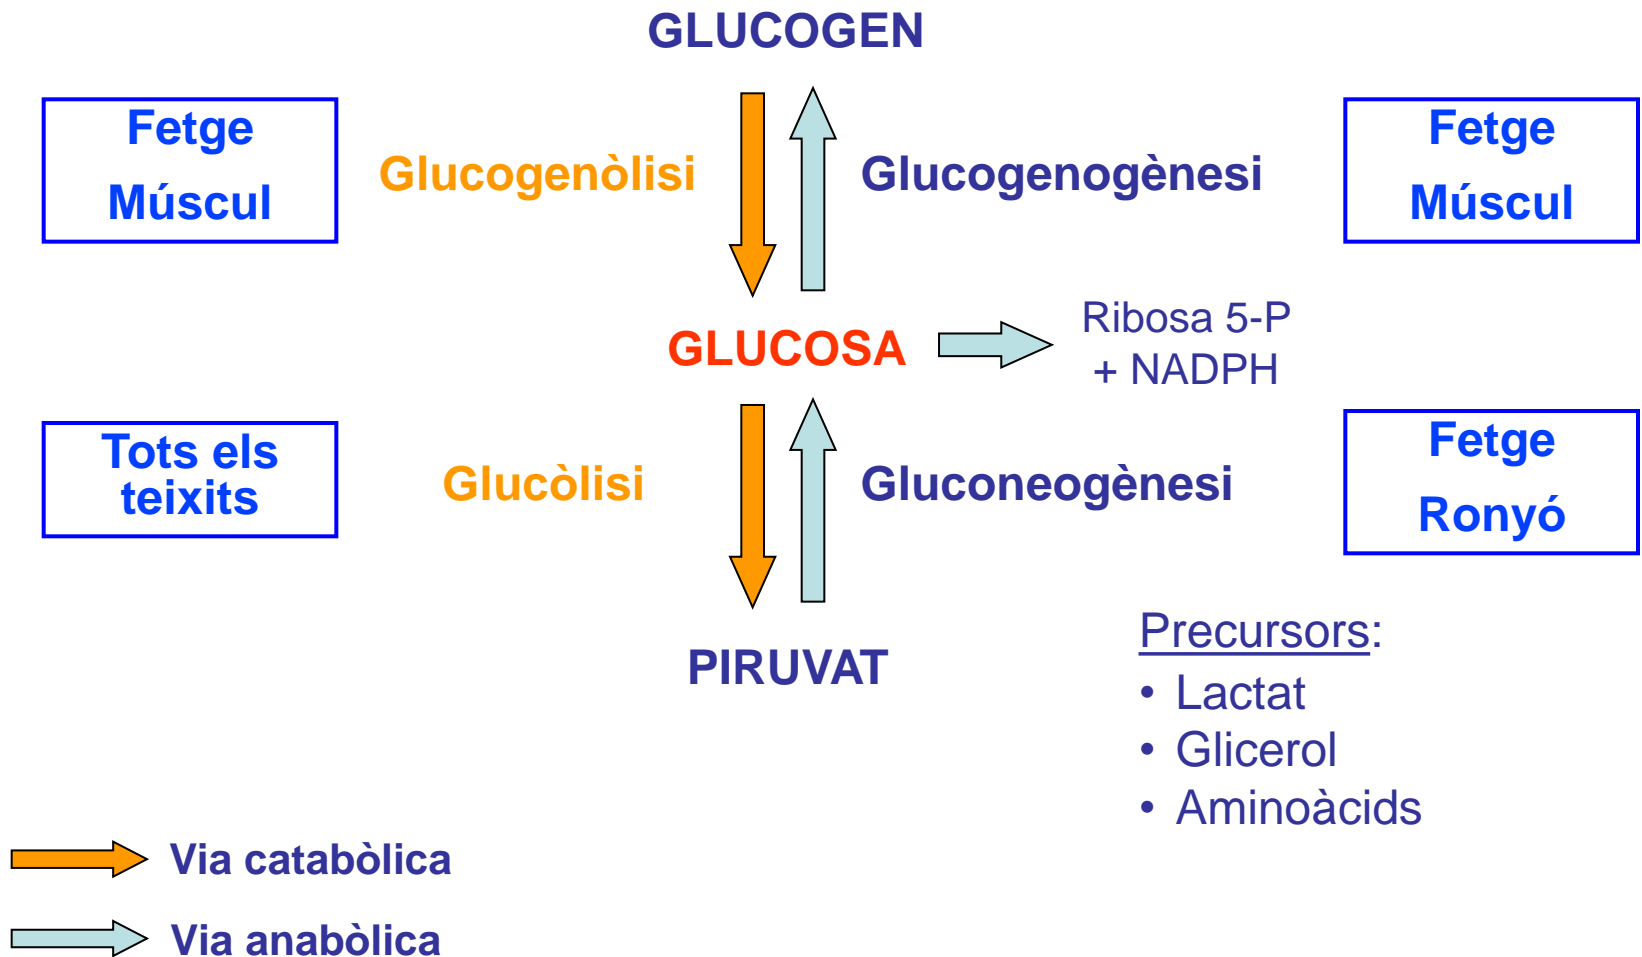 GLUCOGEN
Fetge
Múscul
Glucogenòlisi
Glucogenogènesi
Fetge
Múscul
GLUCOSA
Ribosa 5-P
+ NADPH
Tots els
teixits
Glucòlisi
Gluconeogènesi
Fetge
Ronyó
PIRUVAT
Precursors:
• Lactat
• Glicerol
• Aminoàcids
Via catabòlica
Via anabòlica